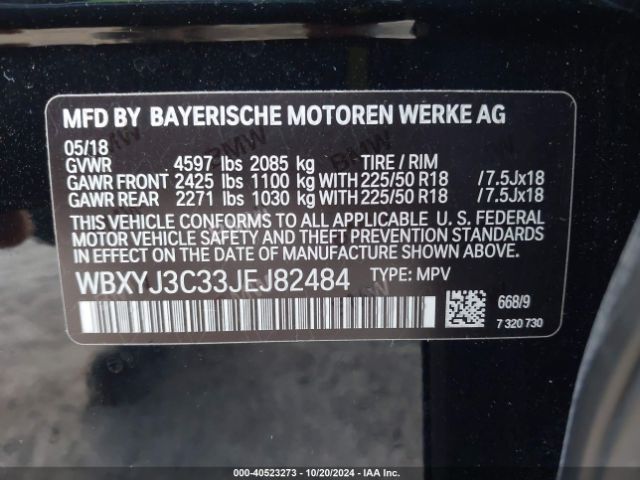 MFD BY BAYERISCHE MOTOREN WERKE AG
05/18
GVWR 4597 lbs 2085 kg TIRE / RIM
GAWR FRONT 2425 lbs 1100 kg WITH 225/50 R18 /7.5Jx18
GAWR REAR 2271 lbs 1030 kg WITH 225/50 R18 /7.5Jx18
THIS VEHICLE CONFORMS TO ALL APPLICABLE U. S. FEDERAL
MOTOR VEHICLE SAFETY, BUMPER, AND THEFT PREVENTION STANDARDS
IN EFFECT ON THE DATE OF MANUFACTURE SHOWN ABOVE.
WBXYJ3C33JEJ82484 TYPE: MPV
668/9
7 320 730
000-40523273 - 10/20/2024 - IAA Inc.